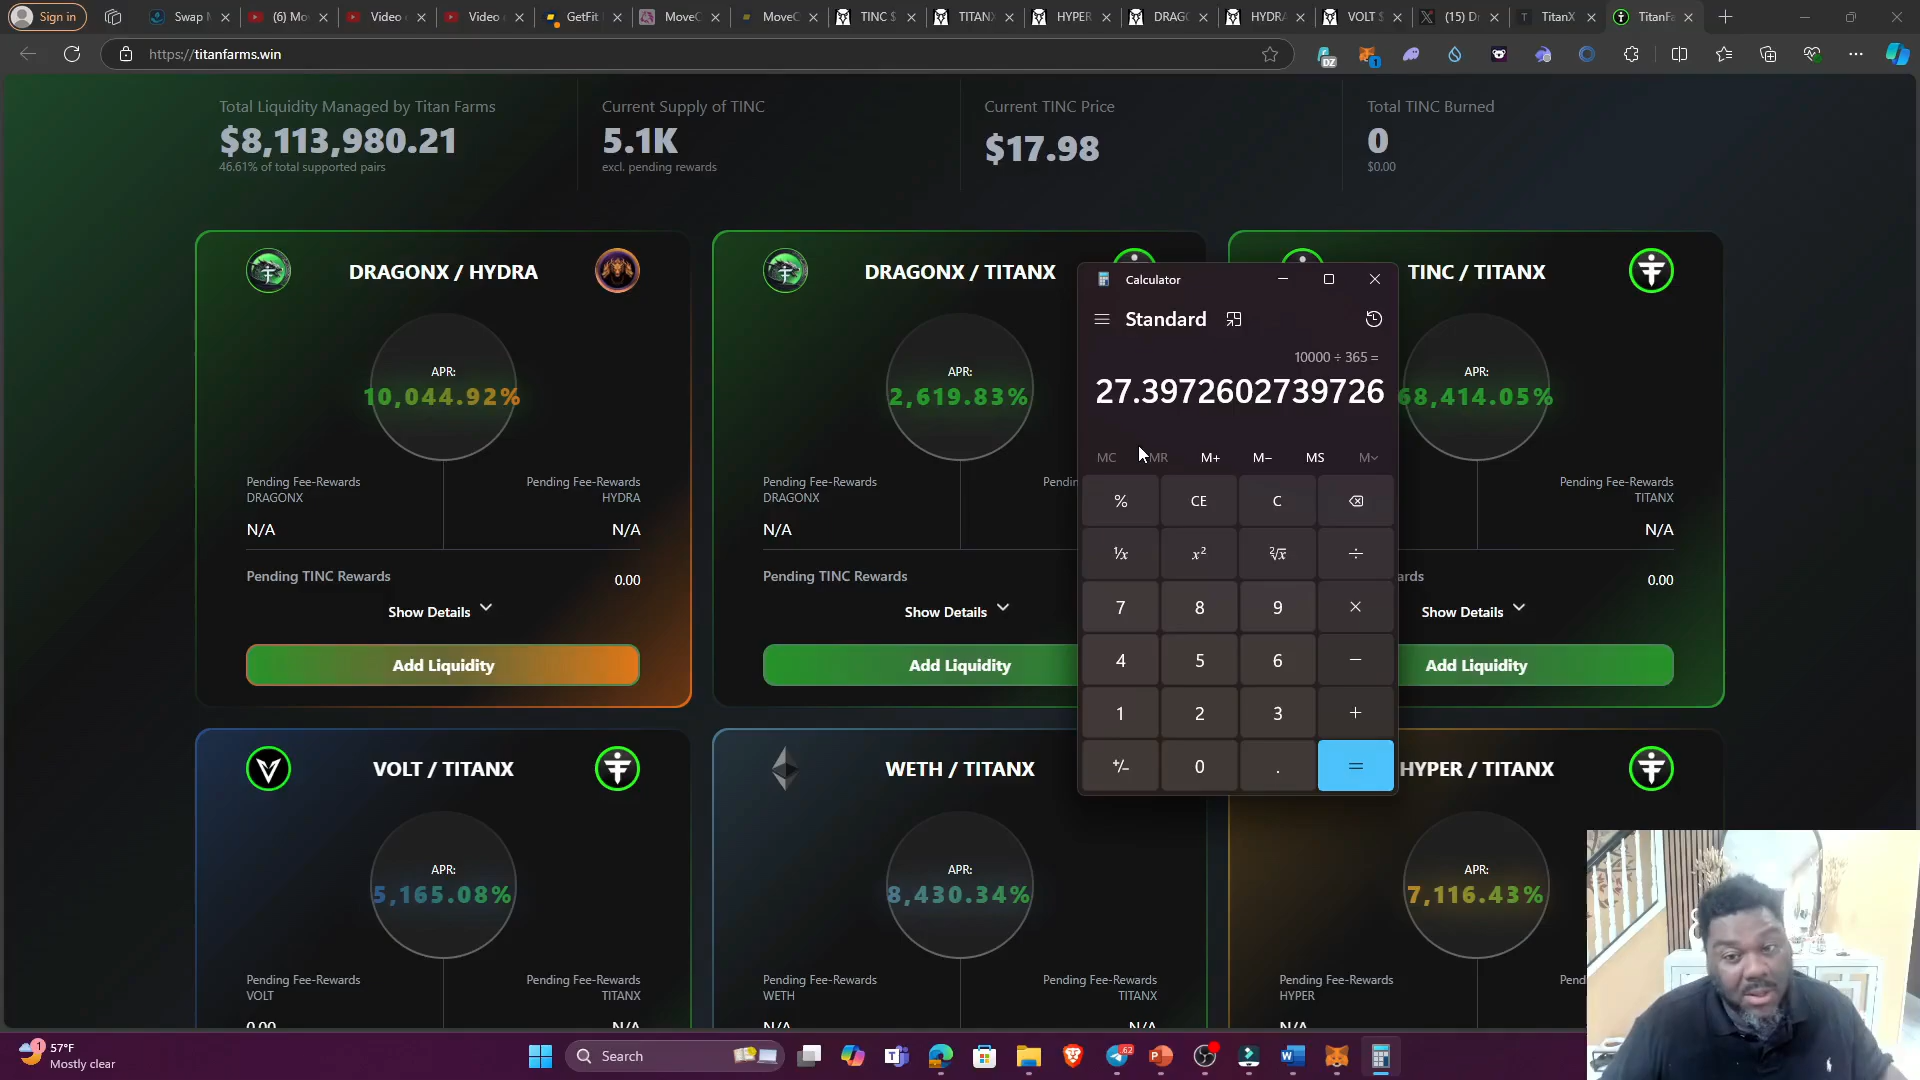 Sign in
Swap M
(6) Mo
Video
Video
GetFit
MoveC
MoveC
TINC $
TITANX
HYPER
DRAGO
HYDRA
VOLT $
(15) D
TitanX
TitanF
https://titanfarms.win
DZ
1
Total Liquidity Managed by Titan Farms
$8,113,980.21
46.61% of total supported pairs
Current Supply of TINC
5.1K
excl. pending rewards
Current TINC Price
$17.98
Total TINC Burned
0
$0.00
DRAGONX / HYDRA
APR:
10,044.92%
Pending Fee-Rewards
DRAGONX
N/A
Pending Fee-Rewards
HYDRA
N/A
Pending TINC Rewards
0.00
Show Details
Add Liquidity
DRAGONX / TITANX
APR:
2,619.83%
Pending Fee-Rewards
DRAGONX
N/A
Pending TINC Rewards
Show Details
Add Liquidity
Calculator
Standard
10000 ÷ 365 =
27.3972602739726
MC MR M+ M− MS M
% CE C
¹/x x² ²√x ÷
7 8 9 ×
4 5 6 −
1 2 3 +
+/− 0 . =
TINC / TITANX
APR:
68,414.05%
Pending Fee-Rewards
TITANX
N/A
0.00
Show Details
Add Liquidity
VOLT / TITANX
APR:
5,165.08%
Pending Fee-Rewards
VOLT
0.00
Pending Fee-Rewards
TITANX
N/A
WETH / TITANX
APR:
8,430.34%
Pending Fee-Rewards
WETH
N/A
Pending Fee-Rewards
TITANX
N/A
HYPER / TITANX
APR:
7,116.43%
Pending Fee-Rewards
HYPER
N/A
1
57°F
Mostly clear
Search
62